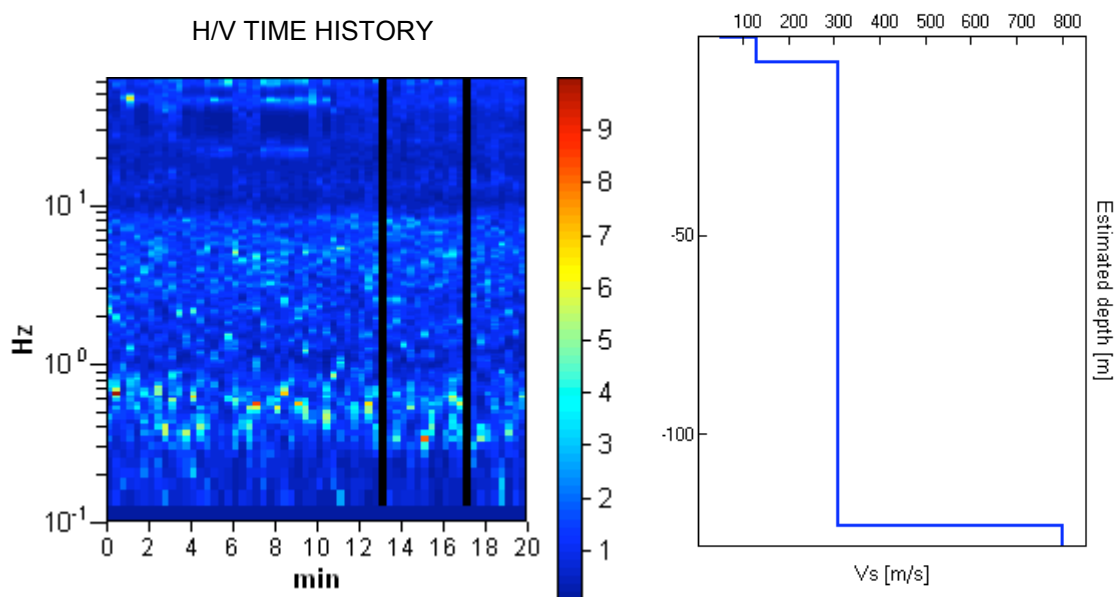 H/V TIME HISTORY
Hz
10^1
10^0
10^-1
0 2 4 6 8 10 12 14 16 18 20
min
9
8
7
6
5
4
3
2
1
100 200 300 400 500 600 700 800
-50
-100
Estimated depth [m]
Vs [m/s]